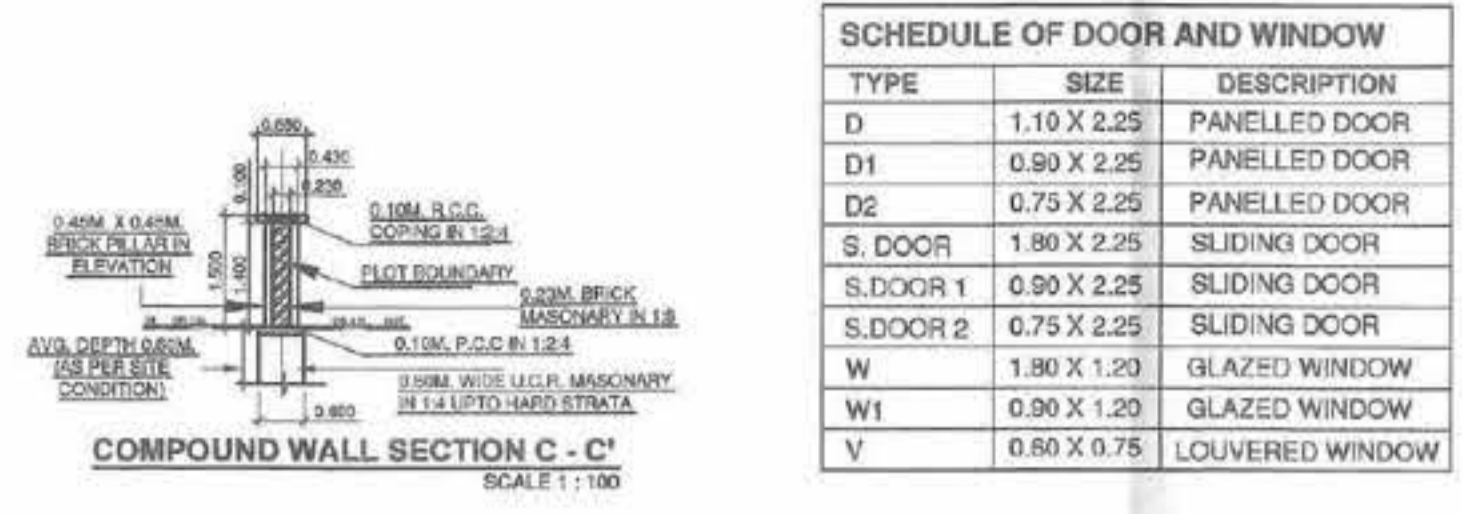 0.430
0.100
0.230
0.45M. X 0.45M.
BRICK PILLAR IN
ELEVATION
0.10M. R.C.C.
COPING IN 1:2:4
1.500
1.400
PLOT BOUNDARY
0.23M. BRICK
MASONARY IN 1:6
AVG. DEPTH 0.60M.
(AS PER SITE
CONDITION)
0.10M. P.C.C IN 1:2:4
0.60M. WIDE U.C.R. MASONARY
IN 1:4 UPTO HARD STRATA
0.600
COMPOUND WALL SECTION C - C'
SCALE 1 : 100
SCHEDULE OF DOOR AND WINDOW
TYPE SIZE DESCRIPTION
D 1.10 X 2.25 PANELLED DOOR
D1 0.90 X 2.25 PANELLED DOOR
D2 0.75 X 2.25 PANELLED DOOR
S. DOOR 1.80 X 2.25 SLIDING DOOR
S.DOOR 1 0.90 X 2.25 SLIDING DOOR
S.DOOR 2 0.75 X 2.25 SLIDING DOOR
W 1.80 X 1.20 GLAZED WINDOW
W1 0.90 X 1.20 GLAZED WINDOW
V 0.60 X 0.75 LOUVERED WINDOW